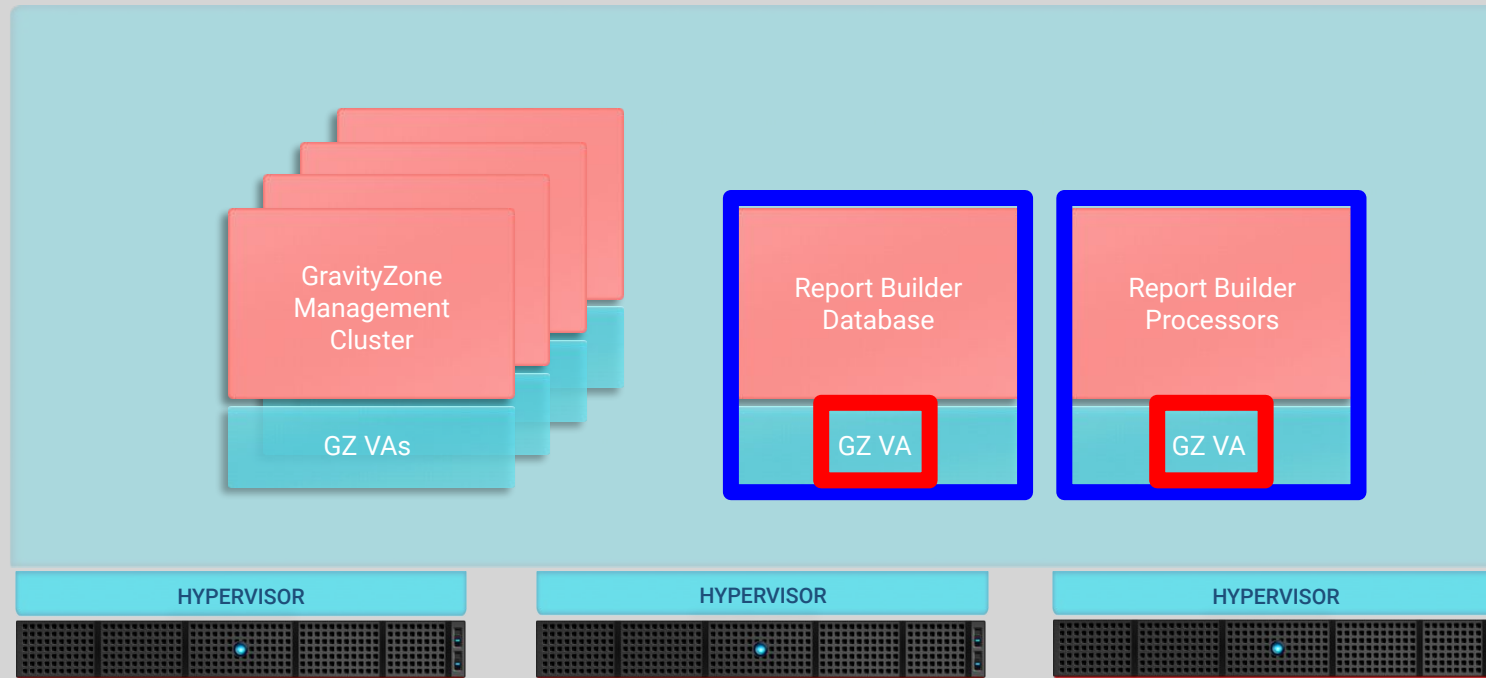 GravityZone
Management
Cluster
GZ VAs
Report Builder
Database
GZ VA
Report Builder
Processors
GZ VA
HYPERVISOR
HYPERVISOR
HYPERVISOR